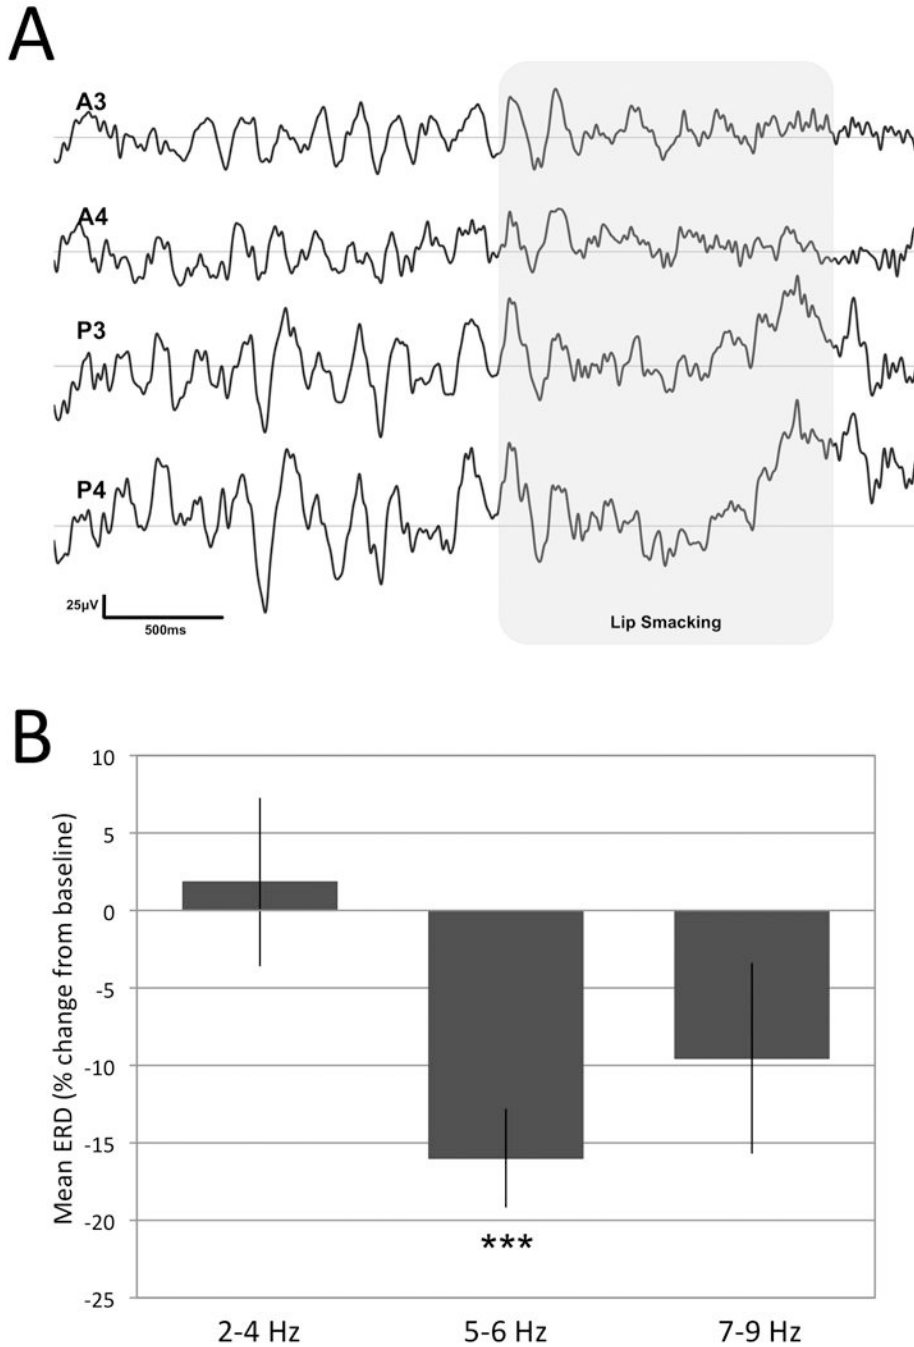 A
A3
A4
P3
P4
25μV
500ms
Lip Smacking
B
Mean ERD (% change from baseline)
10
5
0
-5
-10
-15
-20
-25
***
2-4 Hz 5-6 Hz 7-9 Hz